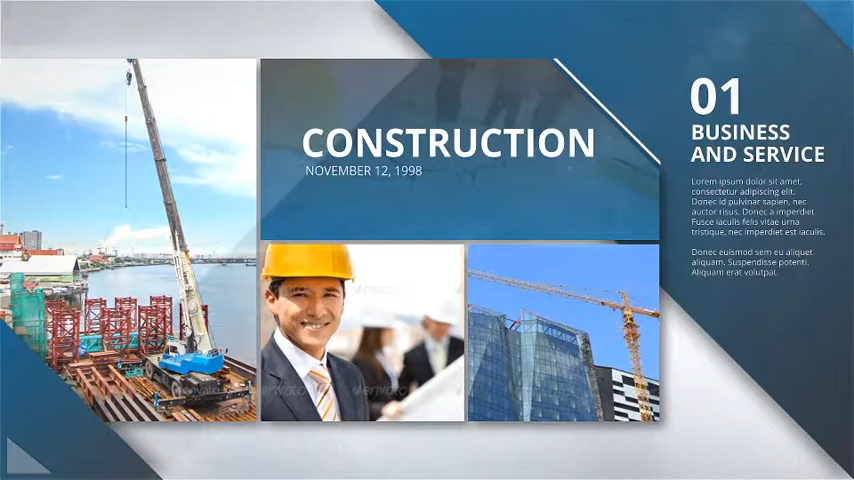 CONSTRUCTION
NOVEMBER 12, 1998
01
BUSINESS
AND SERVICE
Lorem ipsum dolor sit amet,
consectetur adipiscing elit.
Donec id pulvinar sapien, nec
auctor risus. Donec a imperdiet
Fusce iaculis felis vitae urna
tristique, nec imperdiet est iaculis.
Donec euismod sem eu aliquet
aliquam. Suspendisse potenti.
Aliquam erat volutpat.
envato
envato